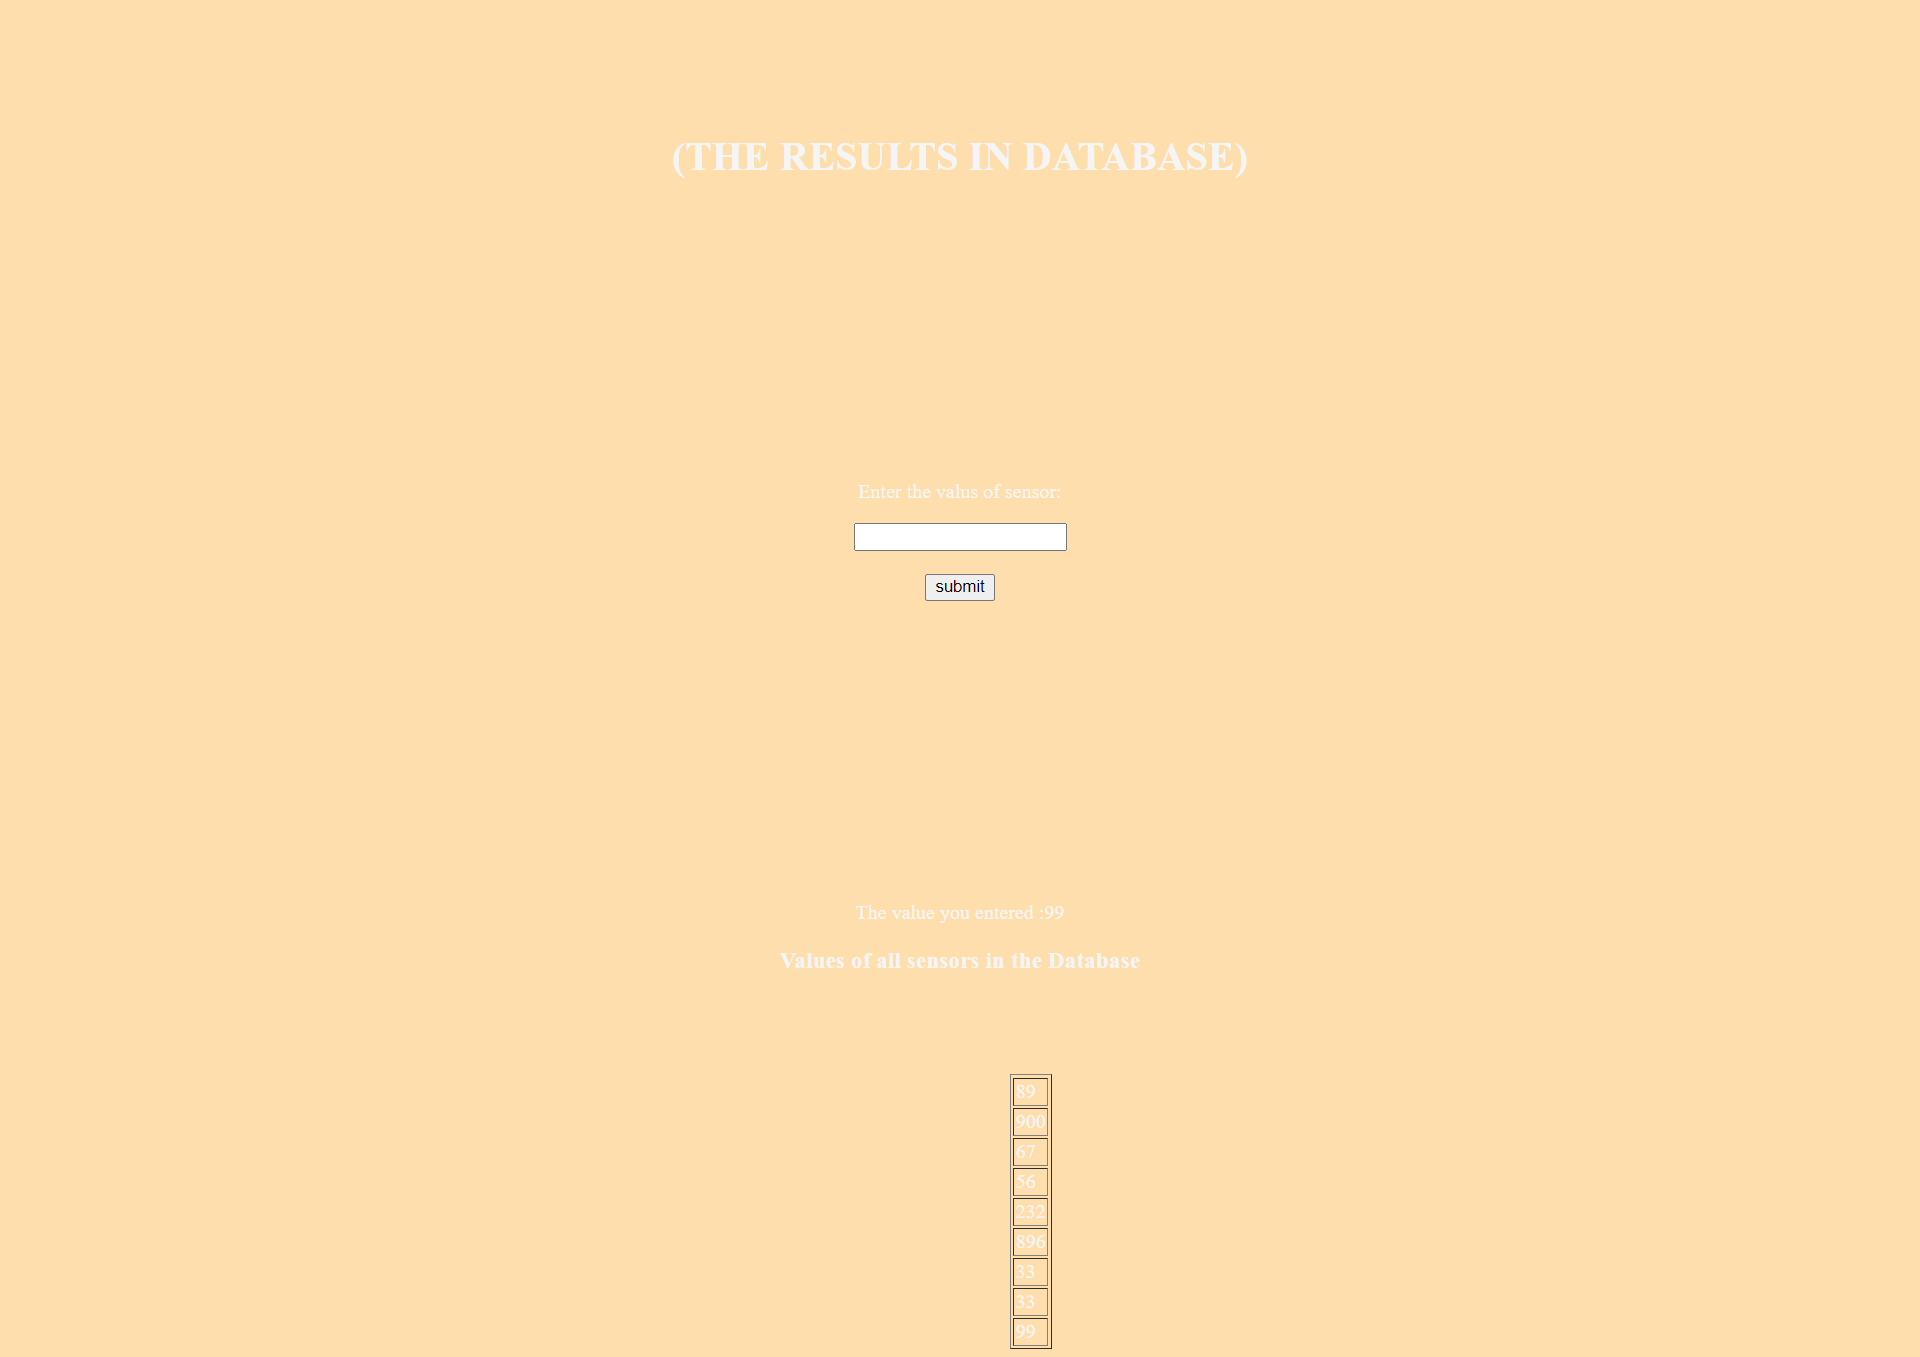 (THE RESULTS IN DATABASE)
Enter the valus of sensor:
submit
The value you entered :99
Values of all sensors in the Database
89
900
67
56
232
896
33
33
99